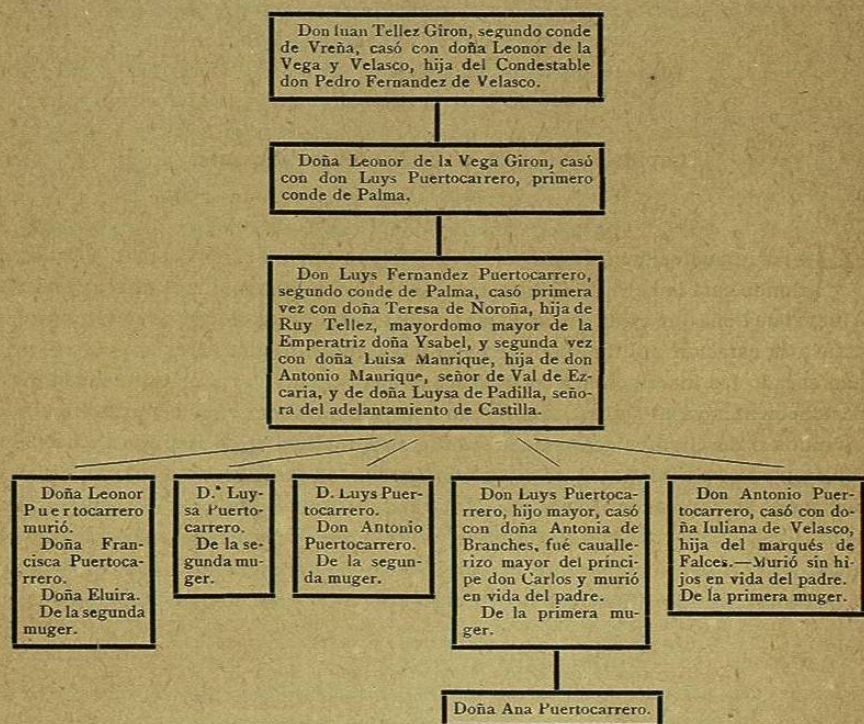 Don Iuan Tellez Giron, segundo conde
de Vreña, casó con doña Leonor de la
Vega y Velasco, hija del Condestable
don Pedro Fernandez de Velasco.
Doña Leonor de la Vega Giron, casó
con don Luys Puertocarrero, primero
conde de Palma.
Don Luys Fernandez Puertocarrero,
segundo conde de Palma, casó primera
vez con doña Teresa de Noroña, hija de
Ruy Tellez, mayordomo mayor de la
Emperatriz doña Ysabel, y segunda vez
con doña Luisa Manrique, hija de don
Antonio Manrique, señor de Val de Ez-
caria, y de doña Luysa de Padilla, seño-
ra del adelantamiento de Castilla.
Doña Leonor
Puertocarrero
murió.
Doña Fran-
cisca Puertoca-
rrero.
Doña Eluira.
De la segunda
muger.
D.ª Luy-
sa Puerto-
carrero.
De la se-
gunda mu-
ger.
D. Luys Puer-
tocarrero.
Don Antonio
Puertocarrero.
De la segun-
da muger.
Don Luys Puertoca-
rrero, hijo mayor, casó
con doña Antonia de
Branches, fué caualle-
rizo mayor del prínci-
pe don Carlos y murió
en vida del padre.
De la primera mu-
ger.
Don Antonio Puer-
tocarrero, casó con do-
ña Iuliana de Velasco,
hija del marqués de
Falces.—Murió sin hi-
jos en vida del padre.
De la primera muger.
Doña Ana Puertocarrero.